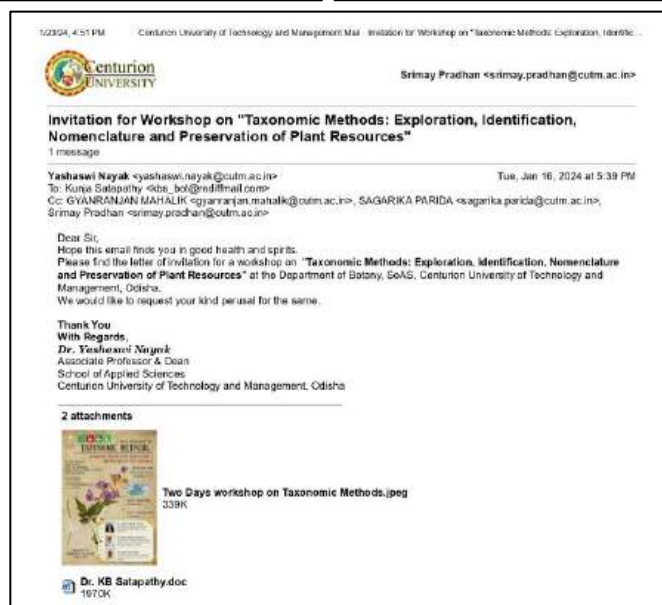 1/23/24, 4:51 PM Centurion University of Technology and Management Mail - Invitation for Workshop on "Taxonomic Methods: Exploration, Identific...
Centurion
UNIVERSITY
Srimay Pradhan <srimay.pradhan@cutm.ac.in>
Invitation for Workshop on "Taxonomic Methods: Exploration, Identification,
Nomenclature and Preservation of Plant Resources"
1 message
Yashaswi Nayak <yashaswi.nayak@cutm.ac.in> Tue, Jan 16, 2024 at 5:39 PM
To: Kunja Satapathy <kbs_bot@rediffmail.com>
Cc: GYANRANJAN MAHALIK <gyanranjan.mahalik@cutm.ac.in>, SAGARIKA PARIDA <sagarika.parida@cutm.ac.in>,
Srimay Pradhan <srimay.pradhan@cutm.ac.in>
Dear Sir,
Hope this email finds you in good health and spirits.
Please find the letter of invitation for a workshop on "Taxonomic Methods: Exploration, Identification, Nomenclature
and Preservation of Plant Resources" at the Department of Botany, SoAS, Centurion University of Technology and
Management, Odisha.
We would like to request your kind perusal for the same.
Thank You
With Regards,
Dr. Yashaswi Nayak
Associate Professor & Dean
School of Applied Sciences
Centurion University of Technology and Management, Odisha
2 attachments
TAXONOMIC METHODS
Two Days workshop on Taxonomic Methods.jpeg
339K
Dr. KB Satapathy.doc
1970K